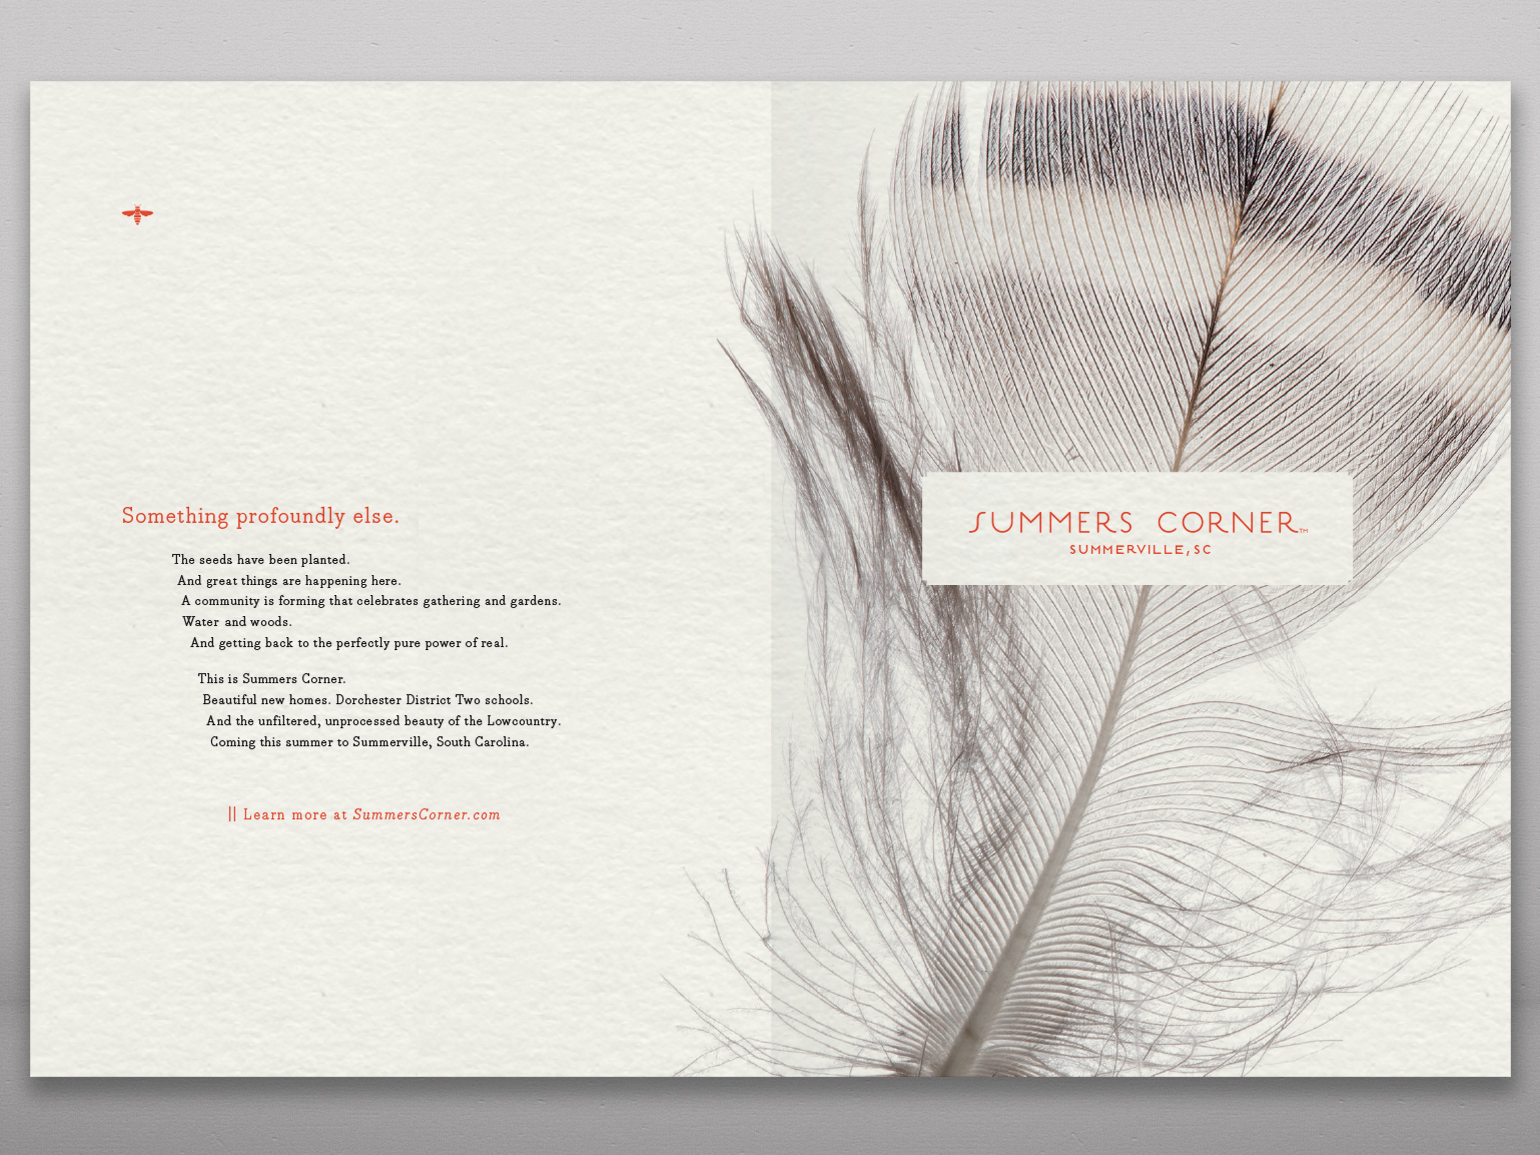 Something profoundly else.
The seeds have been planted.
And great things are happening here.
A community is forming that celebrates gathering and gardens.
Water and woods.
And getting back to the perfectly pure power of real.
This is Summers Corner.
Beautiful new homes. Dorchester District Two schools.
And the unfiltered, unprocessed beauty of the Lowcountry.
Coming this summer to Summerville, South Carolina.
|| Learn more at SummersCorner.com
SUMMERS CORNER™
SUMMERVILLE, SC